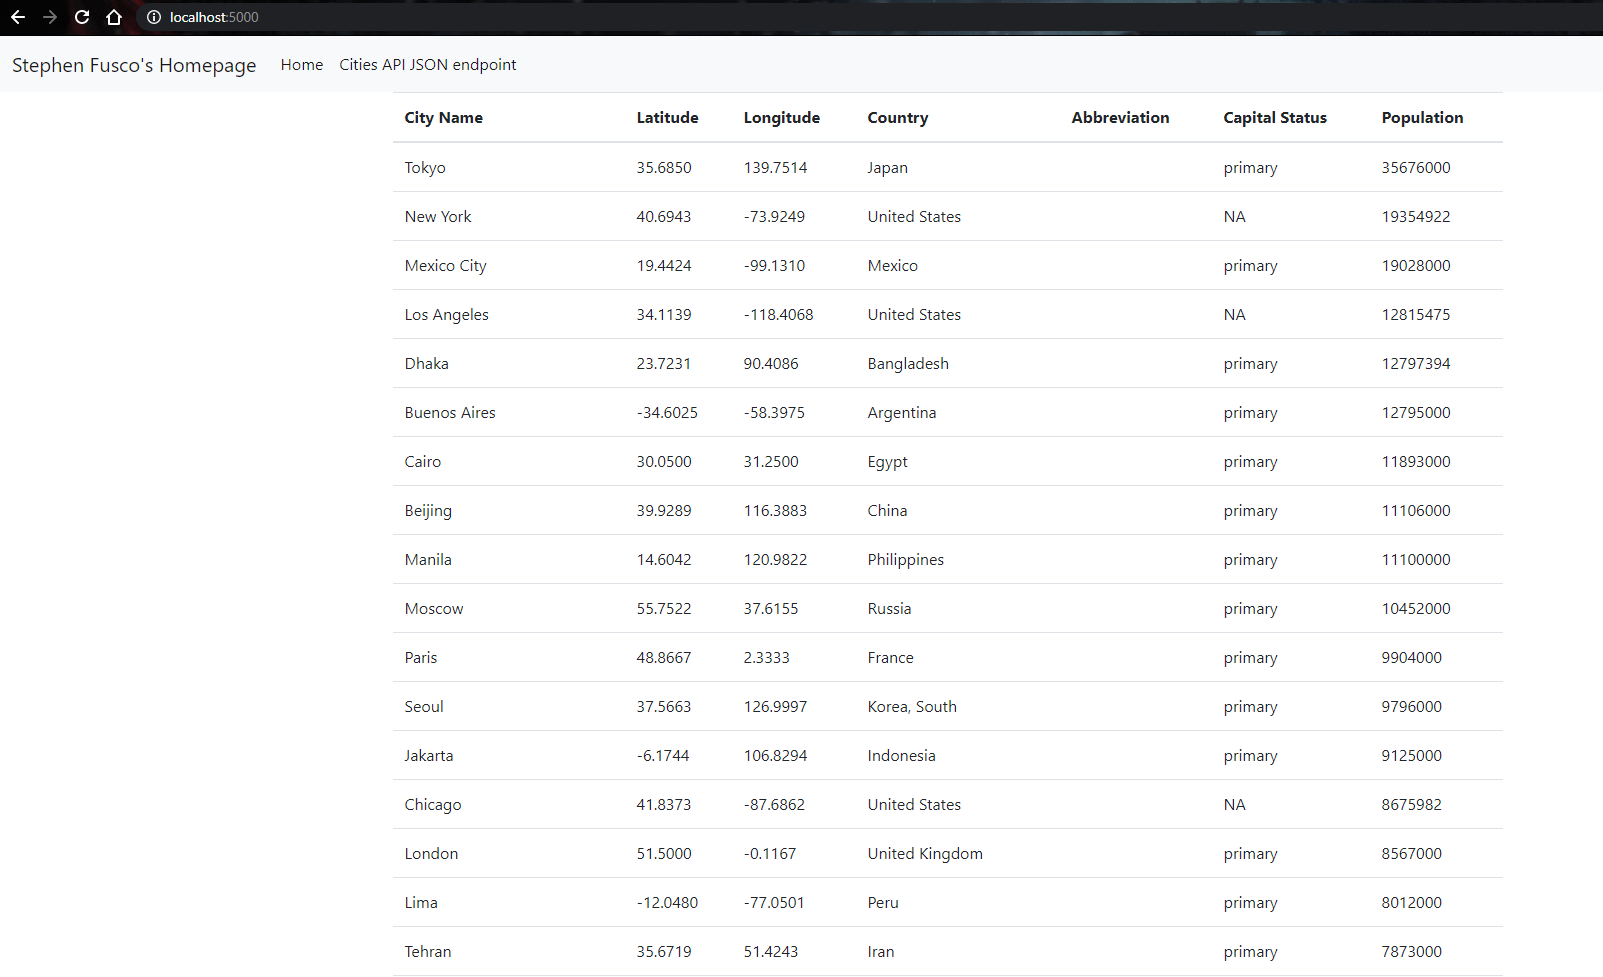 localhost:5000
Stephen Fusco's Homepage Home Cities API JSON endpoint
City Name Latitude Longitude Country Abbreviation Capital Status Population
Tokyo 35.6850 139.7514 Japan primary 35676000
New York 40.6943 -73.9249 United States NA 19354922
Mexico City 19.4424 -99.1310 Mexico primary 19028000
Los Angeles 34.1139 -118.4068 United States NA 12815475
Dhaka 23.7231 90.4086 Bangladesh primary 12797394
Buenos Aires -34.6025 -58.3975 Argentina primary 12795000
Cairo 30.0500 31.2500 Egypt primary 11893000
Beijing 39.9289 116.3883 China primary 11106000
Manila 14.6042 120.9822 Philippines primary 11100000
Moscow 55.7522 37.6155 Russia primary 10452000
Paris 48.8667 2.3333 France primary 9904000
Seoul 37.5663 126.9997 Korea, South primary 9796000
Jakarta -6.1744 106.8294 Indonesia primary 9125000
Chicago 41.8373 -87.6862 United States NA 8675982
London 51.5000 -0.1167 United Kingdom primary 8567000
Lima -12.0480 -77.0501 Peru primary 8012000
Tehran 35.6719 51.4243 Iran primary 7873000